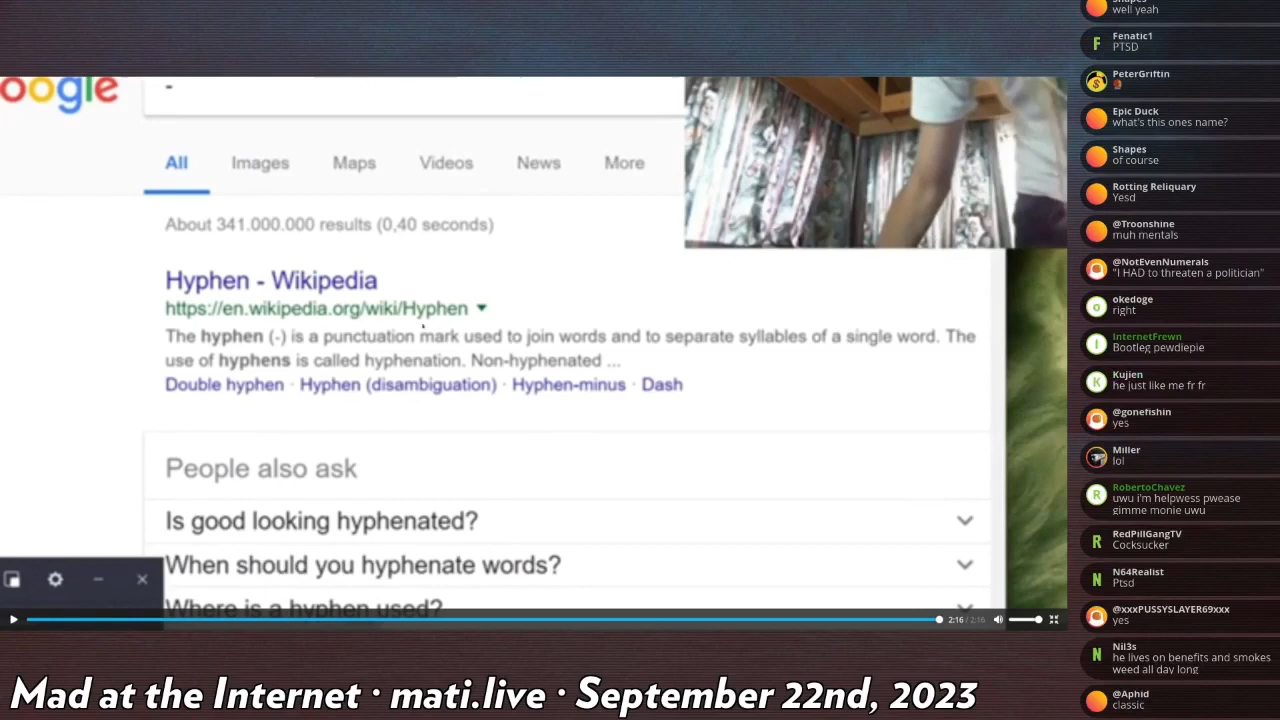 oogle
-
All Images Maps Videos News More
About 341.000.000 results (0,40 seconds)
Hyphen - Wikipedia
https://en.wikipedia.org/wiki/Hyphen
The hyphen (-) is a punctuation mark used to join words and to separate syllables of a single word. The
use of hyphens is called hyphenation. Non-hyphenated ...
Double hyphen · Hyphen (disambiguation) · Hyphen-minus · Dash
People also ask
Is good looking hyphenated?
When should you hyphenate words?
Where is a hyphen used?
2:16 / 2:16
Mad at the Internet · mati.live · September 22nd, 2023
Shapes
well yeah
F
Fenatic1
PTSD
PeterGriftin
Epic Duck
what's this ones name?
Shapes
of course
Rotting Reliquary
Yesd
@Troonshine
muh mentals
@NotEvenNumerals
"I HAD to threaten a politician"
o
okedoge
right
I
InternetFrewn
Bootleg pewdiepie
K
Kujien
he just like me fr fr
@gonefishin
yes
Miller
lol
R
RobertoChavez
uwu i'm helpwess pwease
gimme monie uwu
R
RedPillGangTV
Cocksucker
N
N64Realist
Ptsd
@xxxPUSSYSLAYER69xxx
yes
N
Nil3s
he lives on benefits and smokes
weed all day long
@Aphid
classic